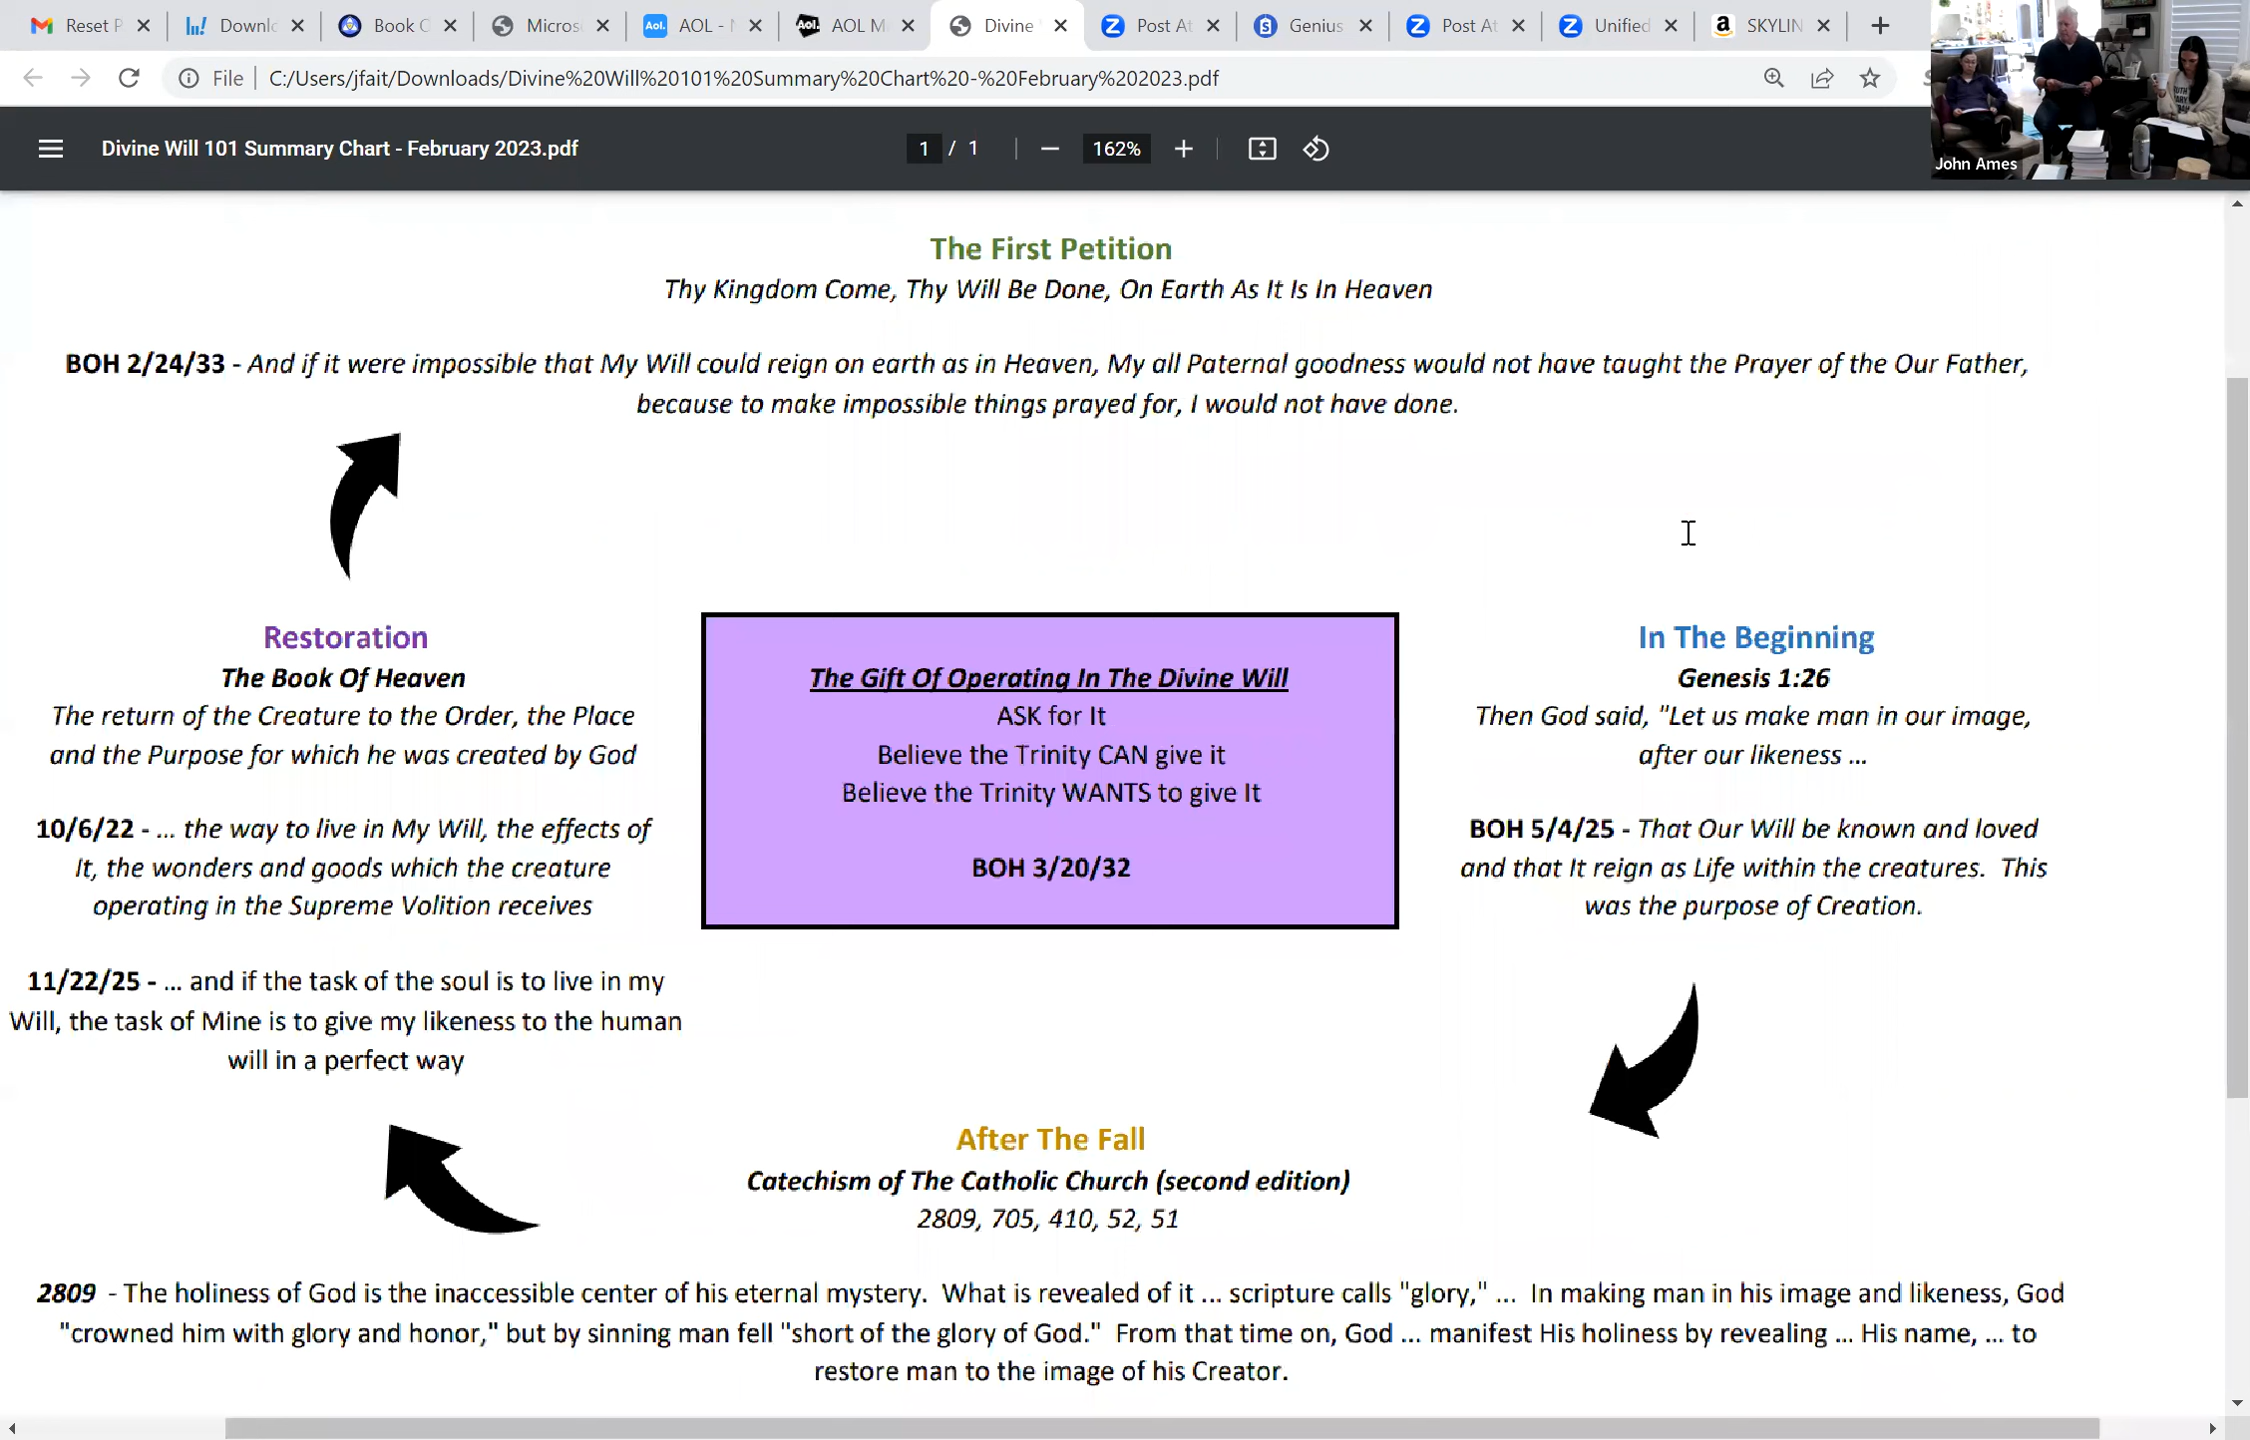 Reset P
Downlo
Book O
Micros
AOL -
AOL M
Divine
Post At
Genius
Post At
Unified
SKYLIN
File C:/Users/jfait/Downloads/Divine%20Will%20101%20Summary%20Chart%20-%20February%202023.pdf
Divine Will 101 Summary Chart - February 2023.pdf
1 / 1
162%
John Ames
The First Petition
Thy Kingdom Come, Thy Will Be Done, On Earth As It Is In Heaven
BOH 2/24/33 - And if it were impossible that My Will could reign on earth as in Heaven, My all Paternal goodness would not have taught the Prayer of the Our Father,
because to make impossible things prayed for, I would not have done.
Restoration
The Book Of Heaven
The return of the Creature to the Order, the Place
and the Purpose for which he was created by God
10/6/22 - ... the way to live in My Will, the effects of
It, the wonders and goods which the creature
operating in the Supreme Volition receives
11/22/25 - ... and if the task of the soul is to live in my
Will, the task of Mine is to give my likeness to the human
will in a perfect way
The Gift Of Operating In The Divine Will
ASK for It
Believe the Trinity CAN give it
Believe the Trinity WANTS to give It
BOH 3/20/32
In The Beginning
Genesis 1:26
Then God said, "Let us make man in our image,
after our likeness ...
BOH 5/4/25 - That Our Will be known and loved
and that It reign as Life within the creatures. This
was the purpose of Creation.
After The Fall
Catechism of The Catholic Church (second edition)
2809, 705, 410, 52, 51
2809 - The holiness of God is the inaccessible center of his eternal mystery. What is revealed of it ... scripture calls "glory," ... In making man in his image and likeness, God
"crowned him with glory and honor," but by sinning man fell "short of the glory of God." From that time on, God ... manifest His holiness by revealing ... His name, ... to
restore man to the image of his Creator.